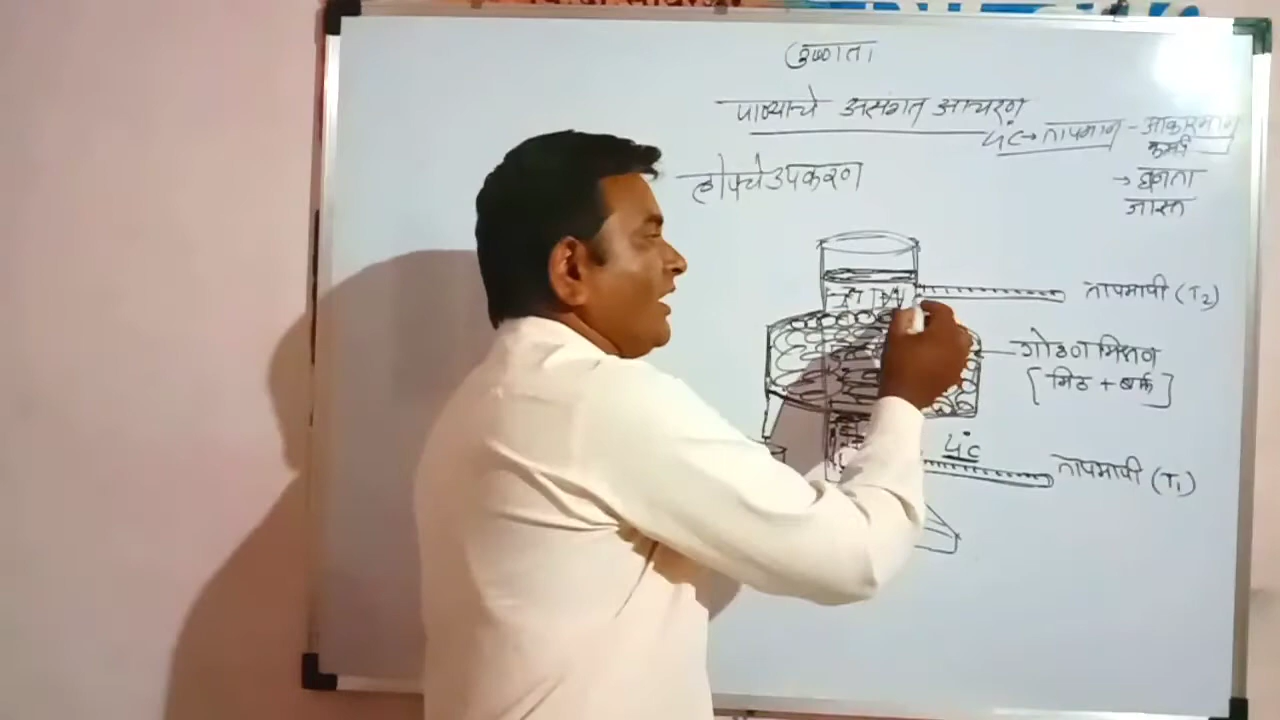 उष्णता
पाण्याचे असंगत आचरण
4°C → तापमान - आकारमान
कमी
→ घनता
जास्त
होपचे उपकरण
तापमापी (T2)
गोठण मिश्रण
[मिठ + बर्फ]
4°C
तापमापी (T1)